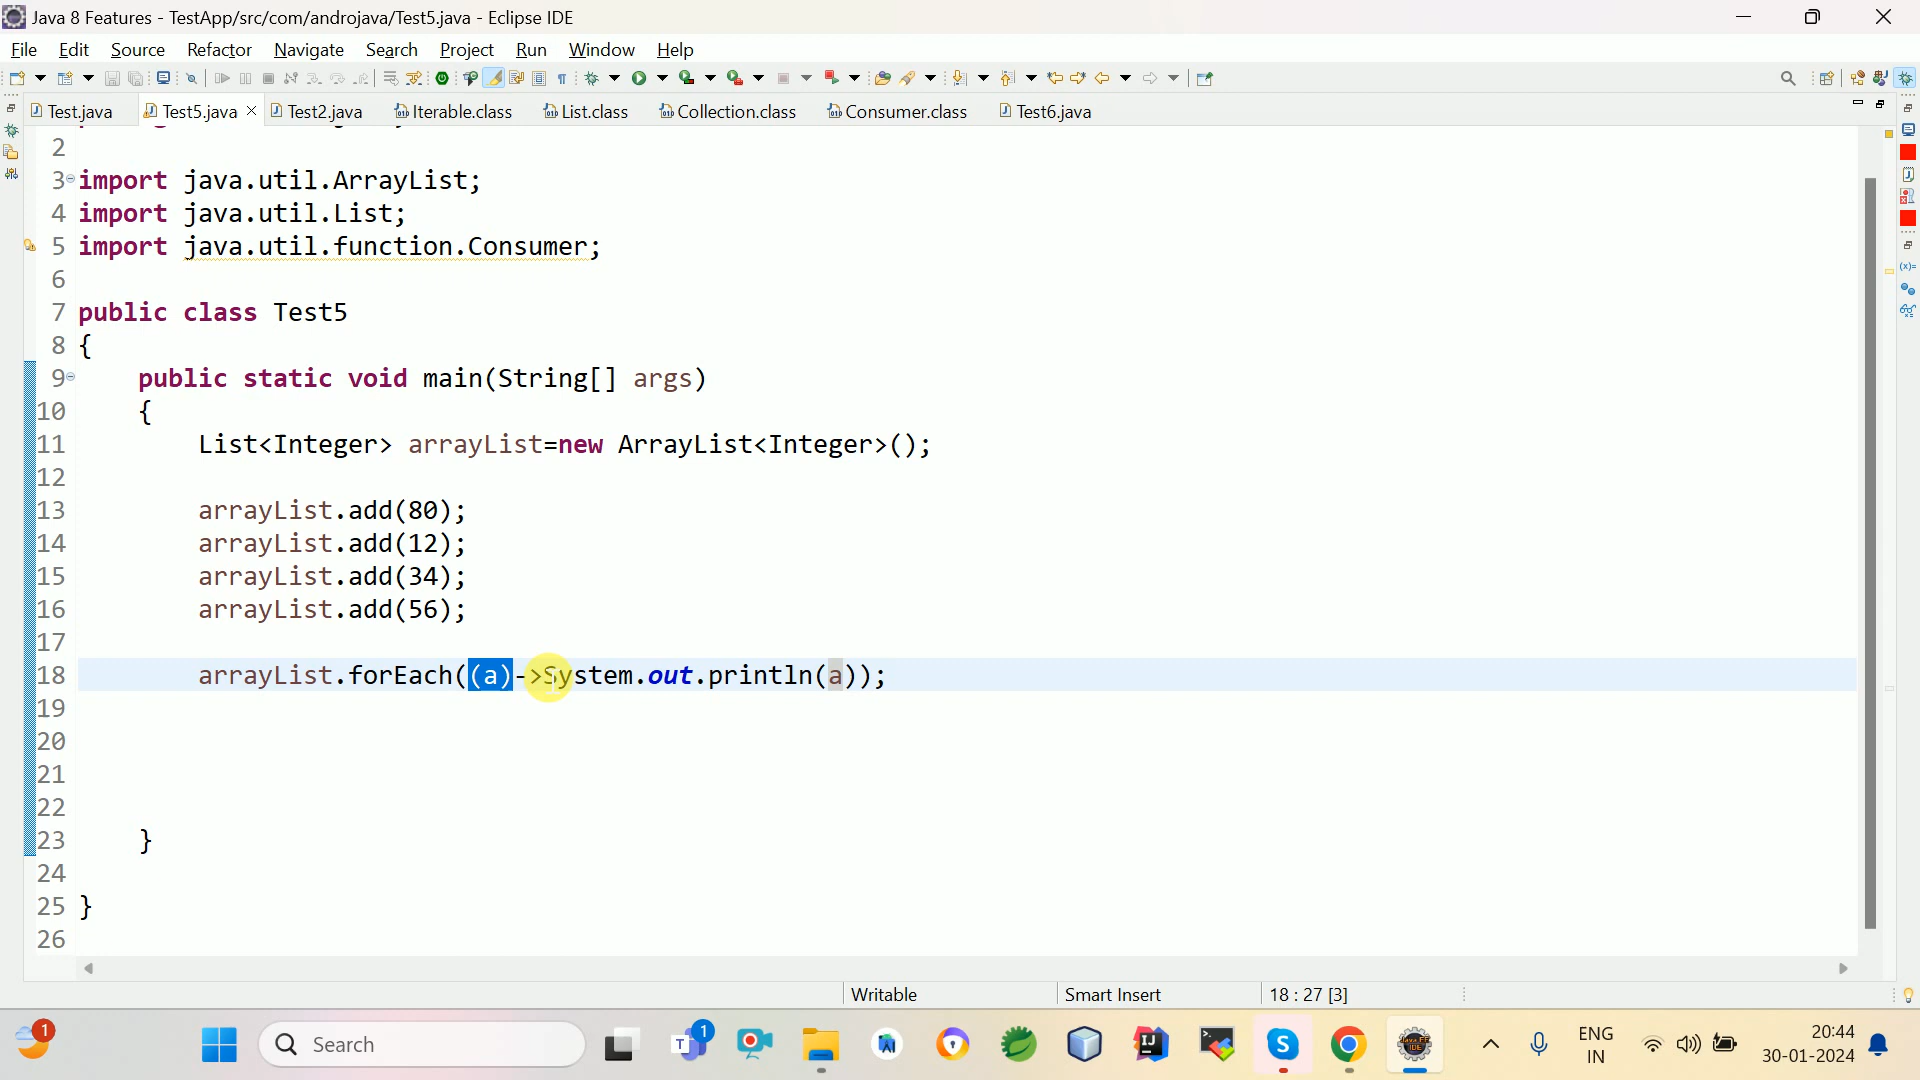 Java 8 Features - TestApp/src/com/androjava/Test5.java - Eclipse IDE
File Edit Source Refactor Navigate Search Project Run Window Help
Test.java Test5.java Test2.java Iterable.class List.class Collection.class Consumer.class Test6.java
2
3 import java.util.ArrayList;
4 import java.util.List;
5 import java.util.function.Consumer;
6
7 public class Test5
8 {
9 public static void main(String[] args)
10 {
11 List<Integer> arrayList=new ArrayList<Integer>();
12
13 arrayList.add(80);
14 arrayList.add(12);
15 arrayList.add(34);
16 arrayList.add(56);
17
18 arrayList.forEach((a)->System.out.println(a));
19
20
21
22
23 }
24
25 }
26
Writable Smart Insert 18 : 27 [3]
1 Search 1 ENG IN 20:44
30-01-2024